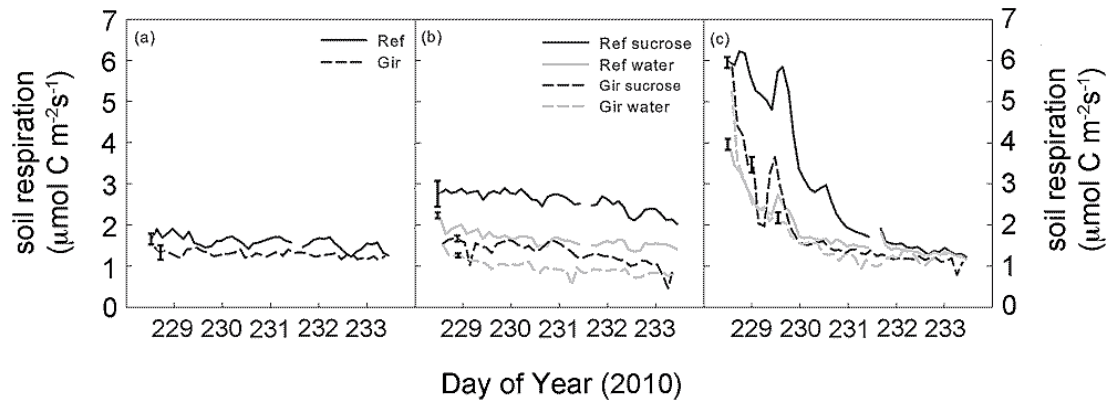 7
6
5
4
3
2
1
0
soil respiration
(μmol C m⁻²s⁻¹)
(a)
Ref
Gir
229 230 231 232 233
(b)
Ref sucrose
Ref water
Gir sucrose
Gir water
229 230 231 232 233
(c)
229 230 231 232 233
7
6
5
4
3
2
1
0
soil respiration
(μmol C m⁻²s⁻¹)
Day of Year (2010)